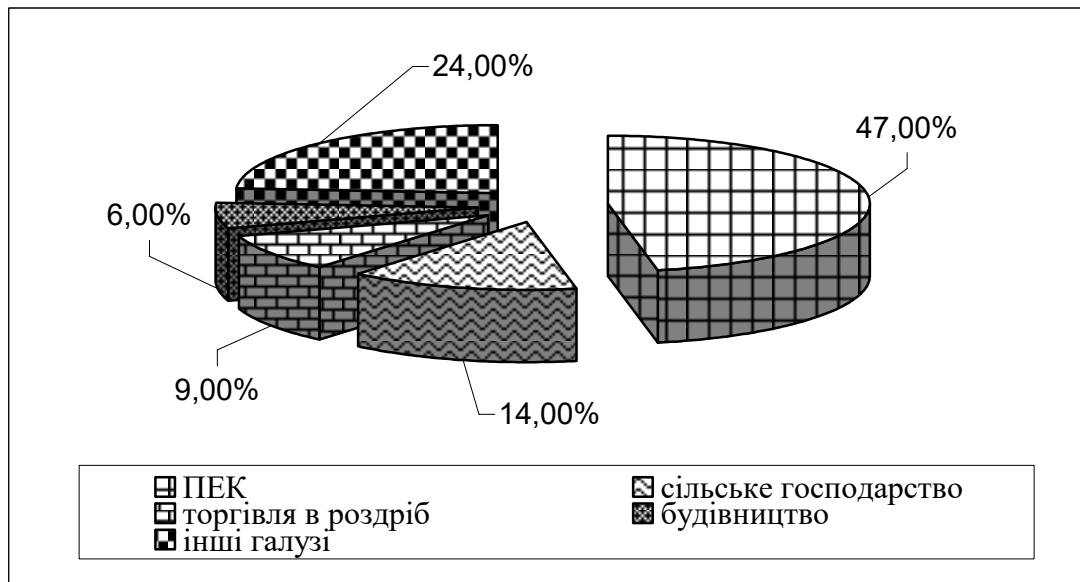 24,00%
47,00%
6,00%
9,00%
14,00%
ПЕК
сільське господарство
торгівля в роздріб
будівництво
інші галузі